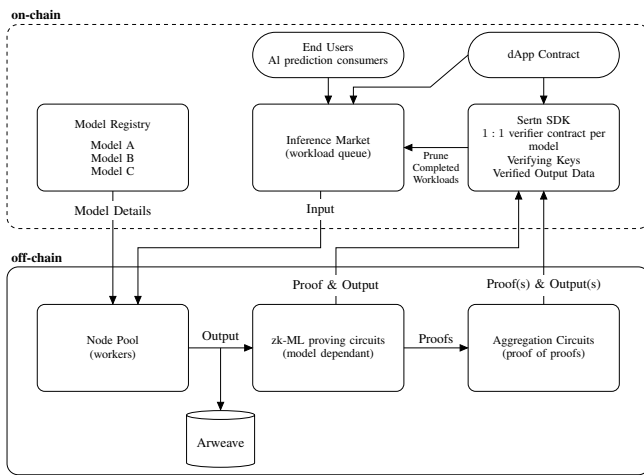 on-chain
End Users
AI prediction consumers
dApp Contract
Model Registry
Model A
Model B
Model C
Inference Market
(workload queue)
Prune
Completed
Workloads
Sertn SDK
1 : 1 verifier contract per
model
Verifying Keys
Verified Output Data
Model Details
Input
off-chain
Proof & Output
Proof(s) & Output(s)
Node Pool
(workers)
Output
zk-ML proving circuits
(model dependant)
Proofs
Aggregation Circuits
(proof of proofs)
Arweave